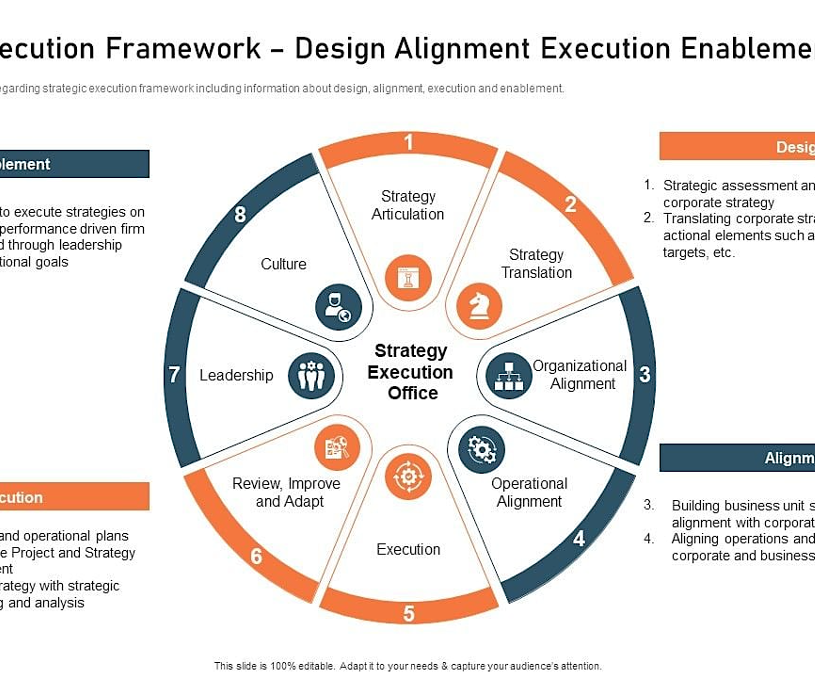 ecution Framework – Design Alignment Execution Enableme
egarding strategic execution framework including information about design, alignment, execution and enablement.
lement
to execute strategies on
performance driven firm
d through leadership
tional goals
cution
and operational plans
e Project and Strategy
nt
rategy with strategic
g and analysis
1
Strategy
Articulation
2
Strategy
Translation
3
Organizational
Alignment
4
Operational
Alignment
5
Execution
6
Review, Improve
and Adapt
7
Leadership
8
Culture
Strategy
Execution
Office
Desig
1. Strategic assessment an
corporate strategy
2. Translating corporate stra
actional elements such a
targets, etc.
Alignm
3. Building business unit s
alignment with corporat
4. Aligning operations and
corporate and business
This slide is 100% editable. Adapt it to your needs & capture your audience's attention.